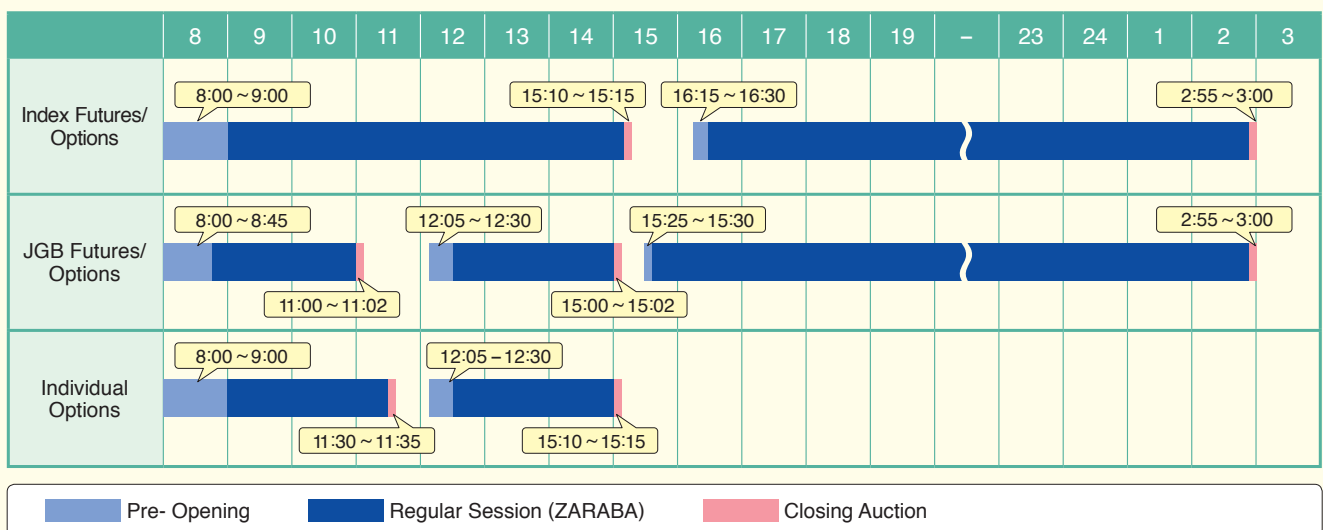 8 9 10 11 12 13 14 15 16 17 18 19 – 23 24 1 2 3
Index Futures/
Options
8:00 ~ 9:00
15:10 ~ 15:15
16:15 ~ 16:30
2:55 ~ 3:00
JGB Futures/
Options
8:00 ~ 8:45
12:05 ~ 12:30
15:25 ~ 15:30
2:55 ~ 3:00
11:00 ~ 11:02
15:00 ~ 15:02
Individual
Options
8:00 ~ 9:00
12:05 – 12:30
11:30 ~ 11:35
15:10 ~ 15:15
Pre- Opening
Regular Session (ZARABA)
Closing Auction